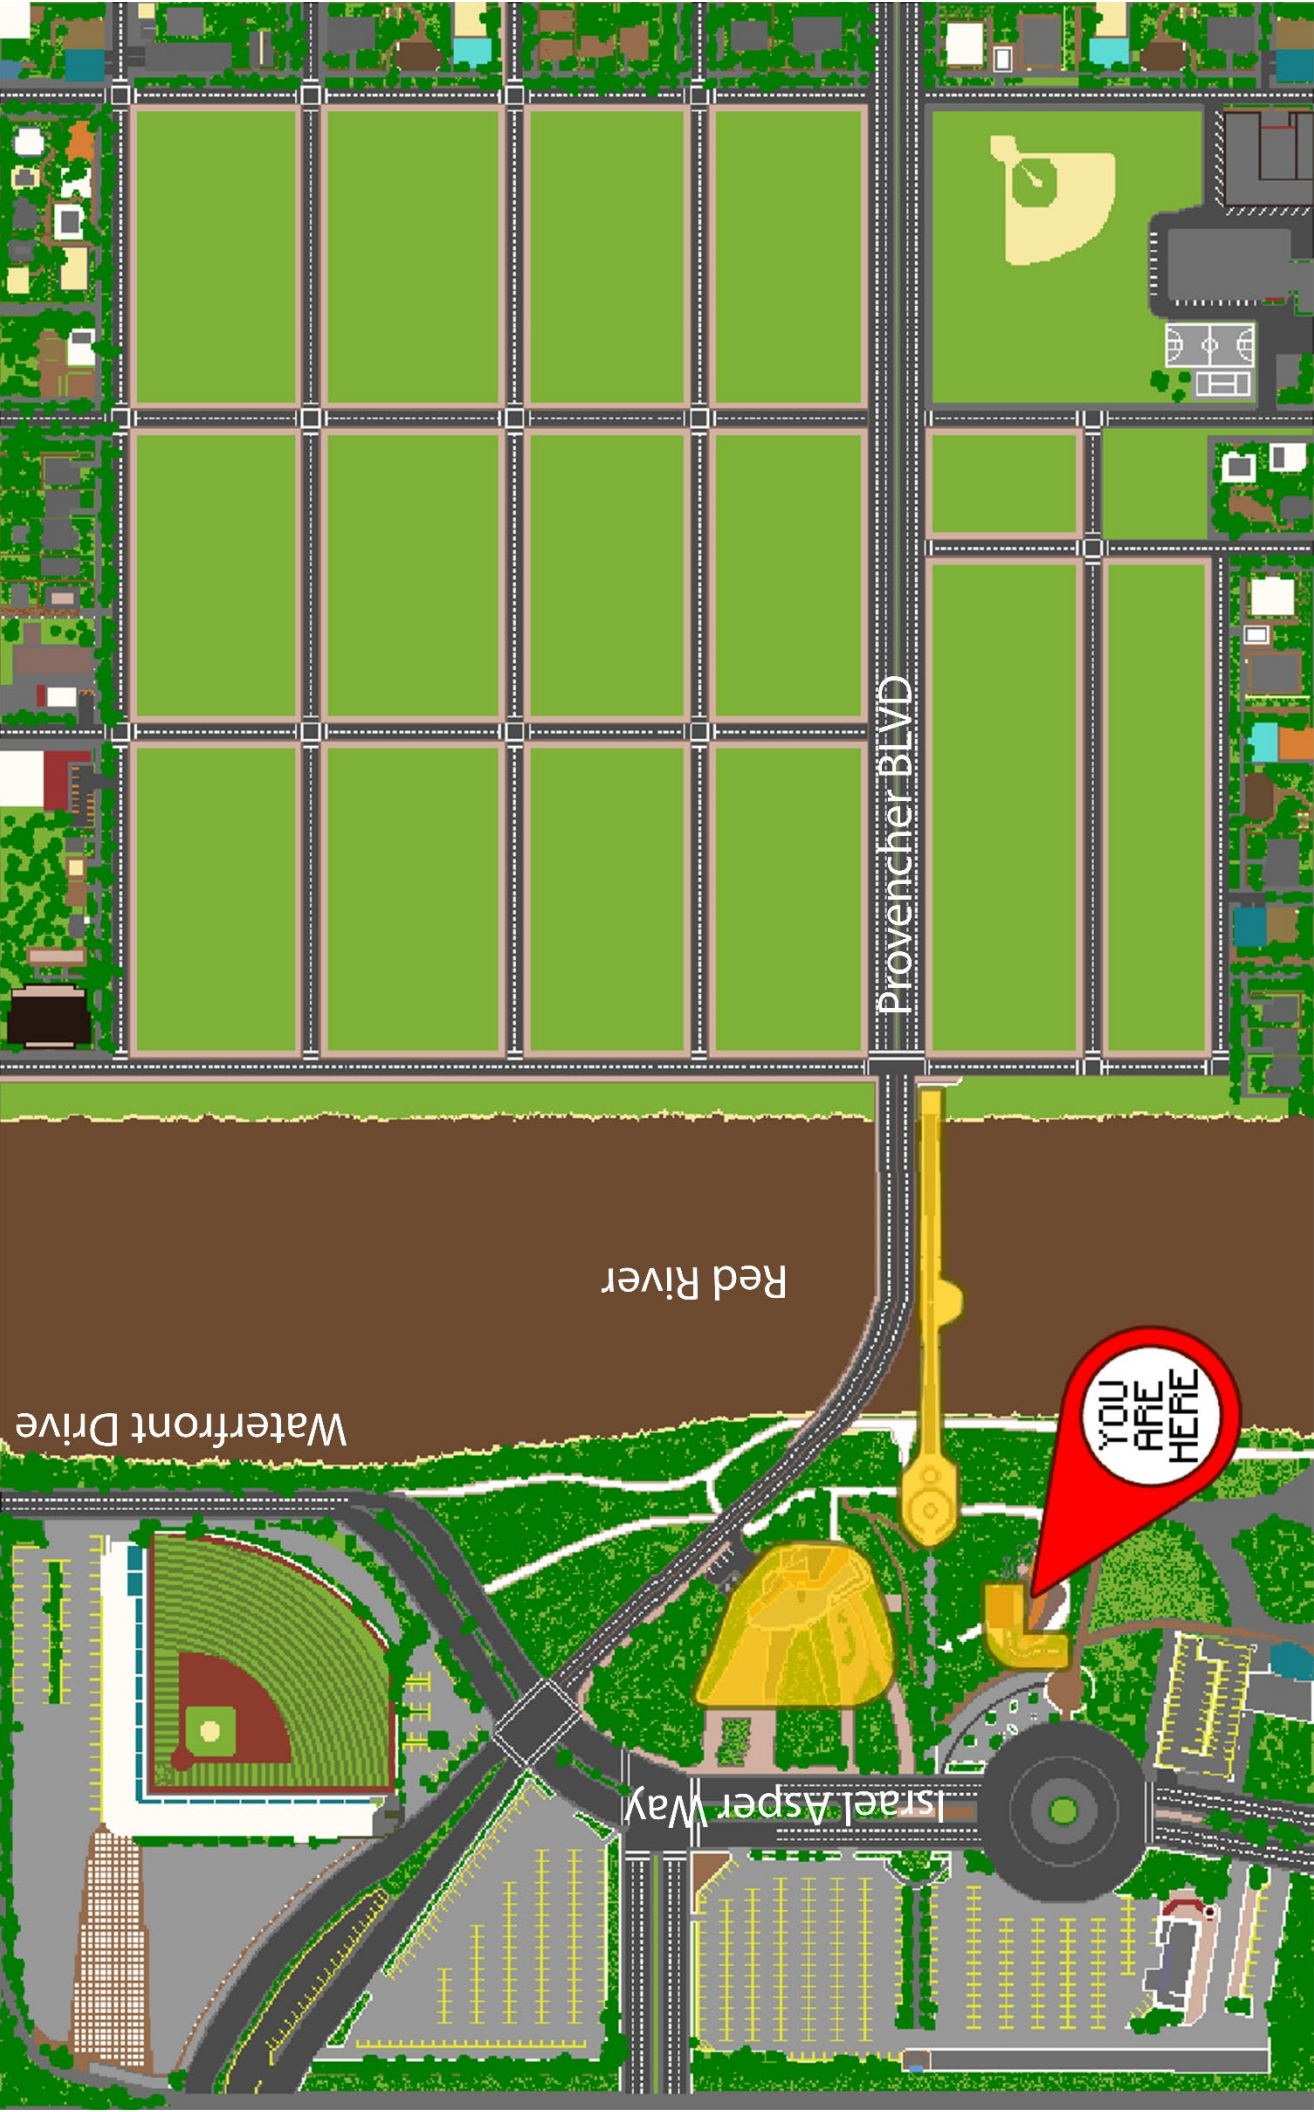 Provencher BLVD
Red River
YOU
ARE
HERE
Waterfront Drive
Israel Asper Way